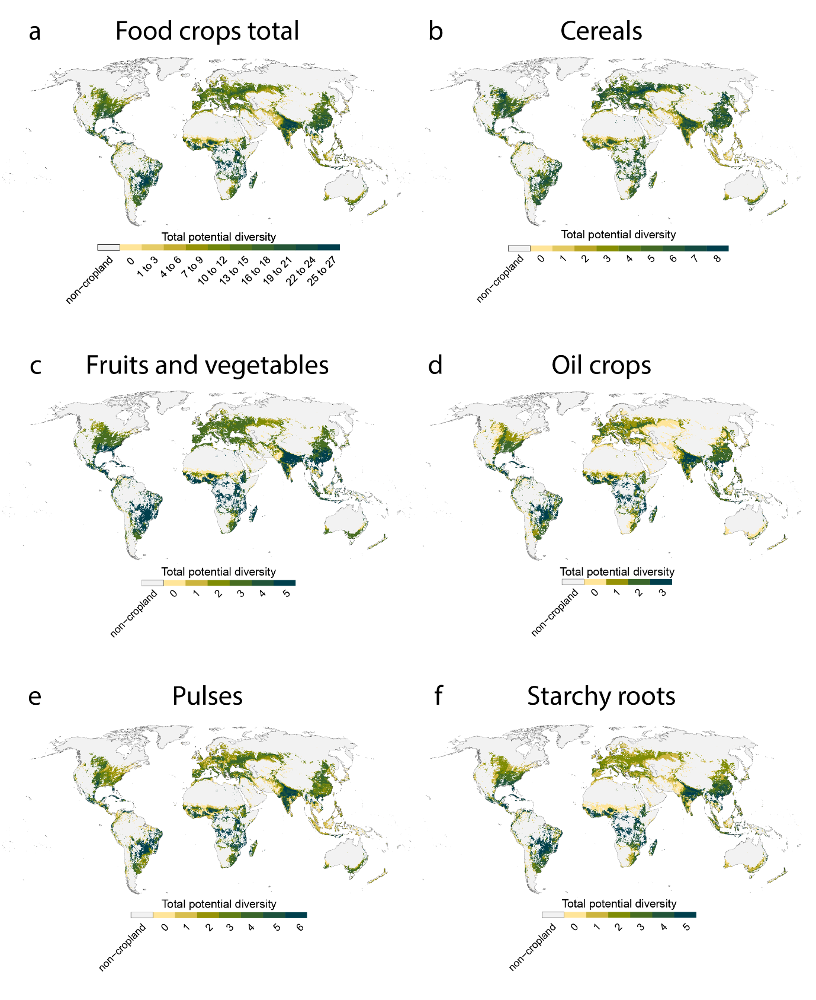 a Food crops total
b Cereals
Total potential diversity
non−cropland 0 1 to 3 4 to 6 7 to 9 10 to 12 13 to 15 16 to 18 19 to 21 22 to 24 25 to 27
Total potential diversity
non−cropland 0 1 2 3 4 5 6 7 8
c Fruits and vegetables
d Oil crops
Total potential diversity
non−cropland 0 1 2 3 4 5
Total potential diversity
non−cropland 0 1 2 3
e Pulses
f Starchy roots
Total potential diversity
non−cropland 0 1 2 3 4 5 6
Total potential diversity
non−cropland 0 1 2 3 4 5